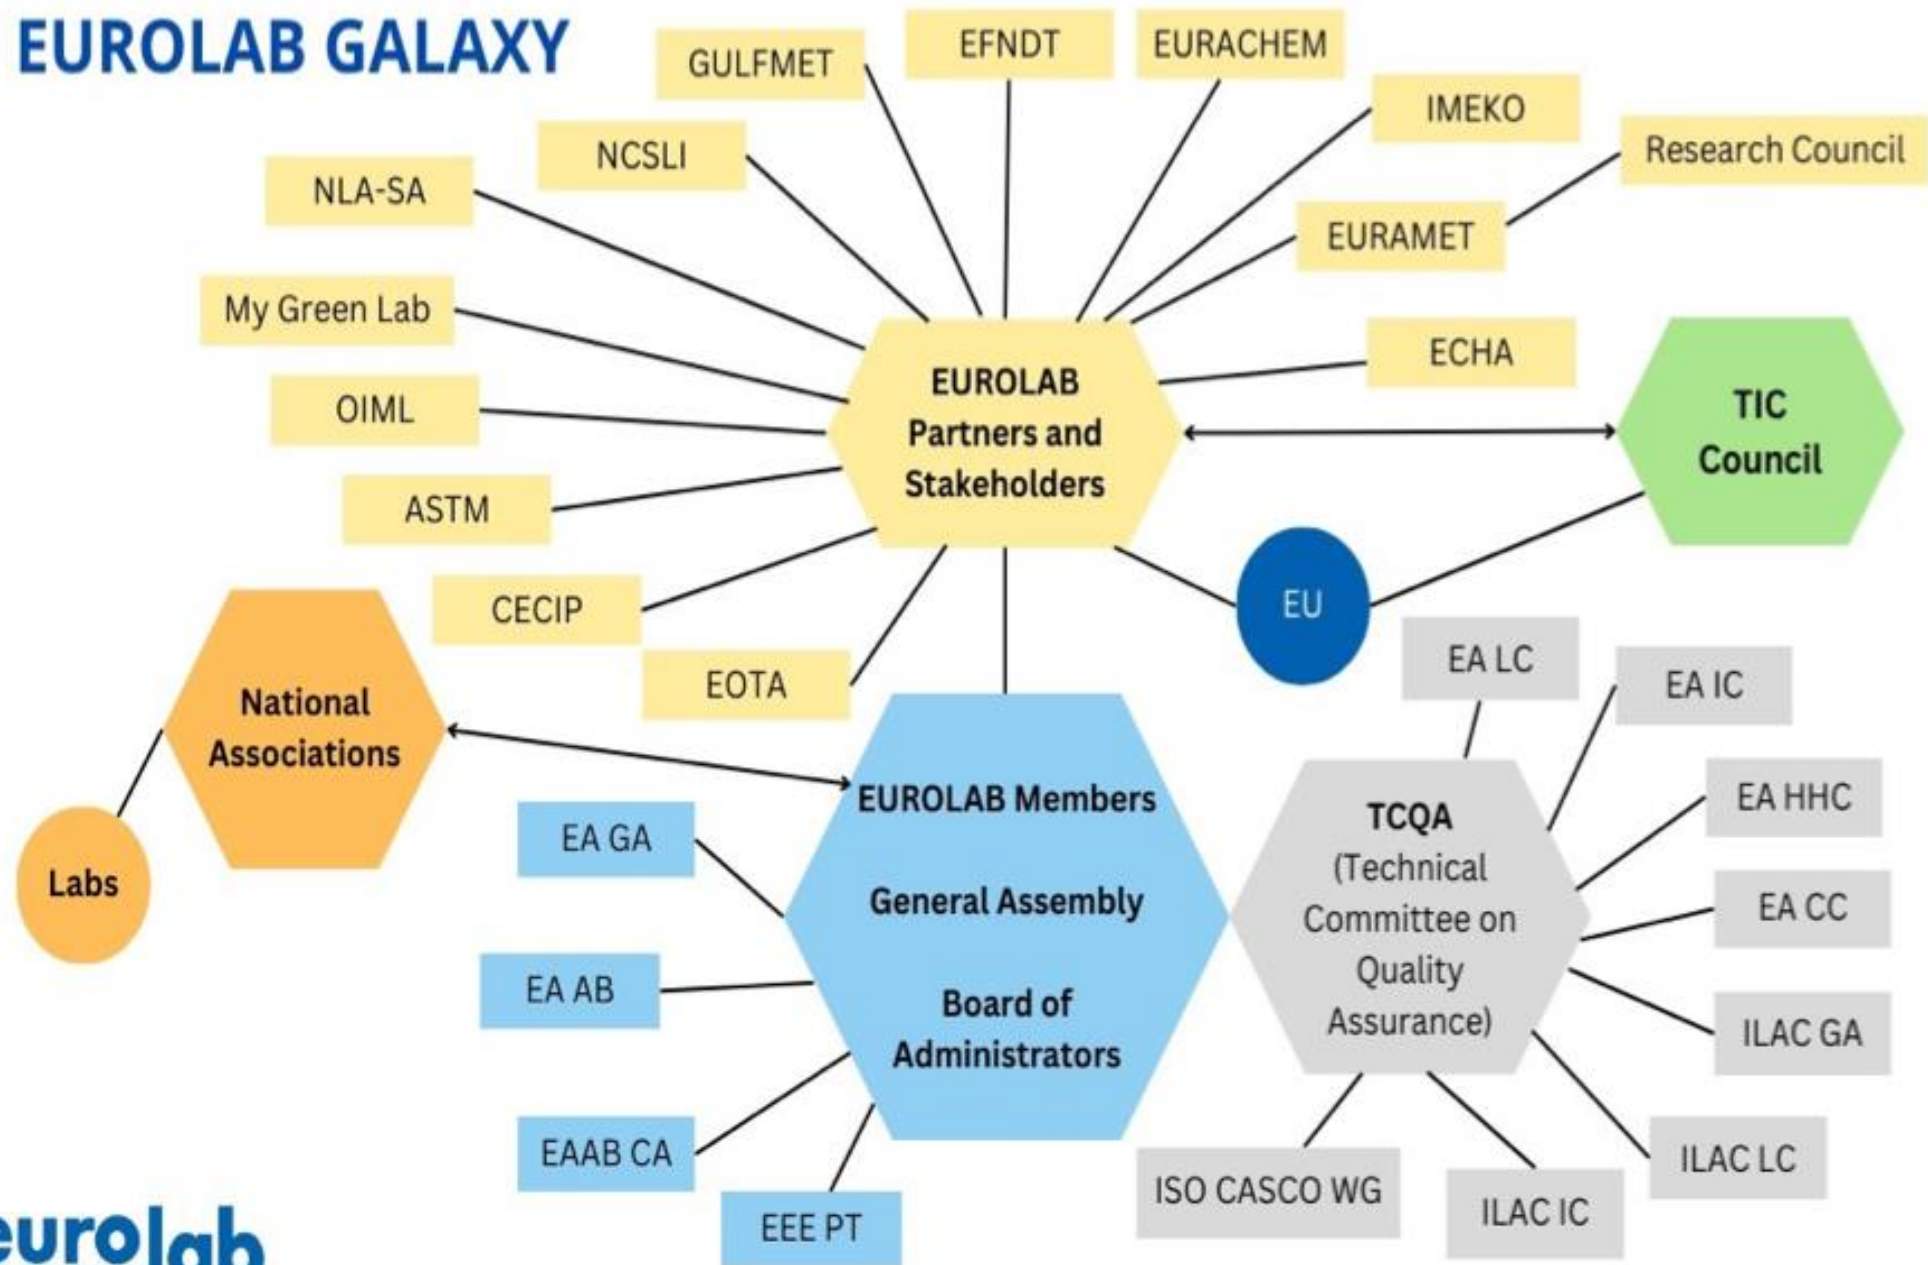 EUROLAB GALAXY
GULFMET
EFNDT
EURACHEM
IMEKO
Research Council
NCSLI
NLA-SA
EURAMET
My Green Lab
ECHA
OIML
EUROLAB
Partners and
Stakeholders
TIC
Council
ASTM
CECIP
EU
EOTA
National
Associations
Labs
EA LC
EA IC
EUROLAB Members
General Assembly
Board of
Administrators
EA GA
EA AB
EAAB CA
EEE PT
TCQA
(Technical
Committee on
Quality
Assurance)
EA HHC
EA CC
ILAC GA
ILAC LC
ILAC IC
ISO CASCO WG
eurolab